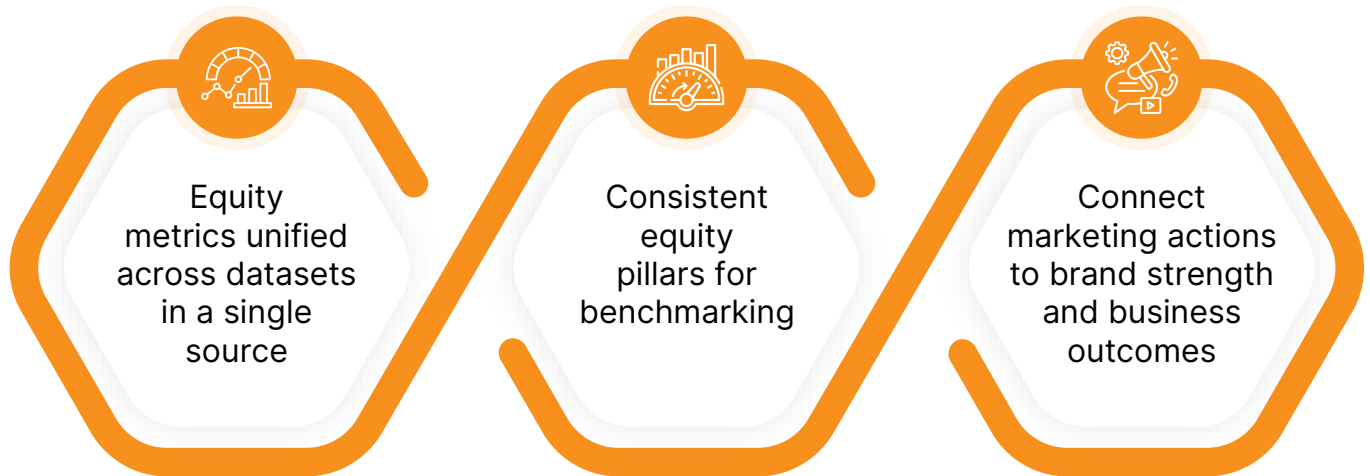 Equity
metrics unified
across datasets
in a single
source
Consistent
equity
pillars for
benchmarking
Connect
marketing actions
to brand strength
and business
outcomes